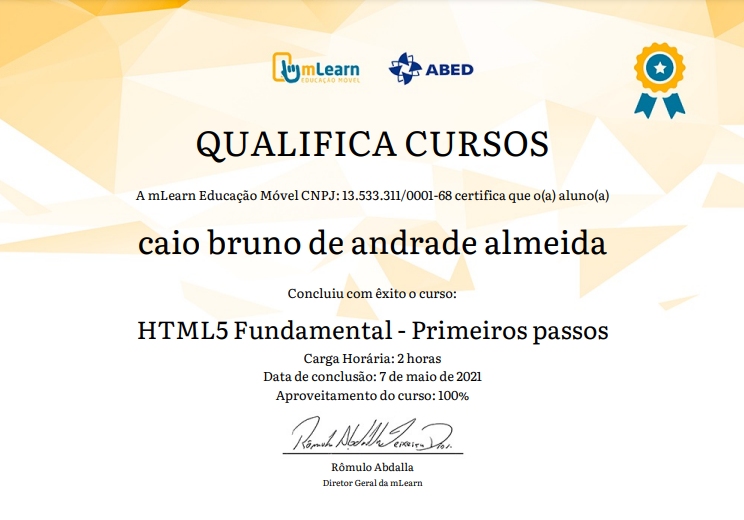 mLearn
EDUCAÇÃO MÓVEL
ABED
QUALIFICA CURSOS
A mLearn Educação Móvel CNPJ: 13.533.311/0001-68 certifica que o(a) aluno(a)
caio bruno de andrade almeida
Concluiu com êxito o curso:
HTML5 Fundamental - Primeiros passos
Carga Horária: 2 horas
Data de conclusão: 7 de maio de 2021
Aproveitamento do curso: 100%
Rômulo Abdalla
Rômulo Abdalla
Diretor Geral da mLearn